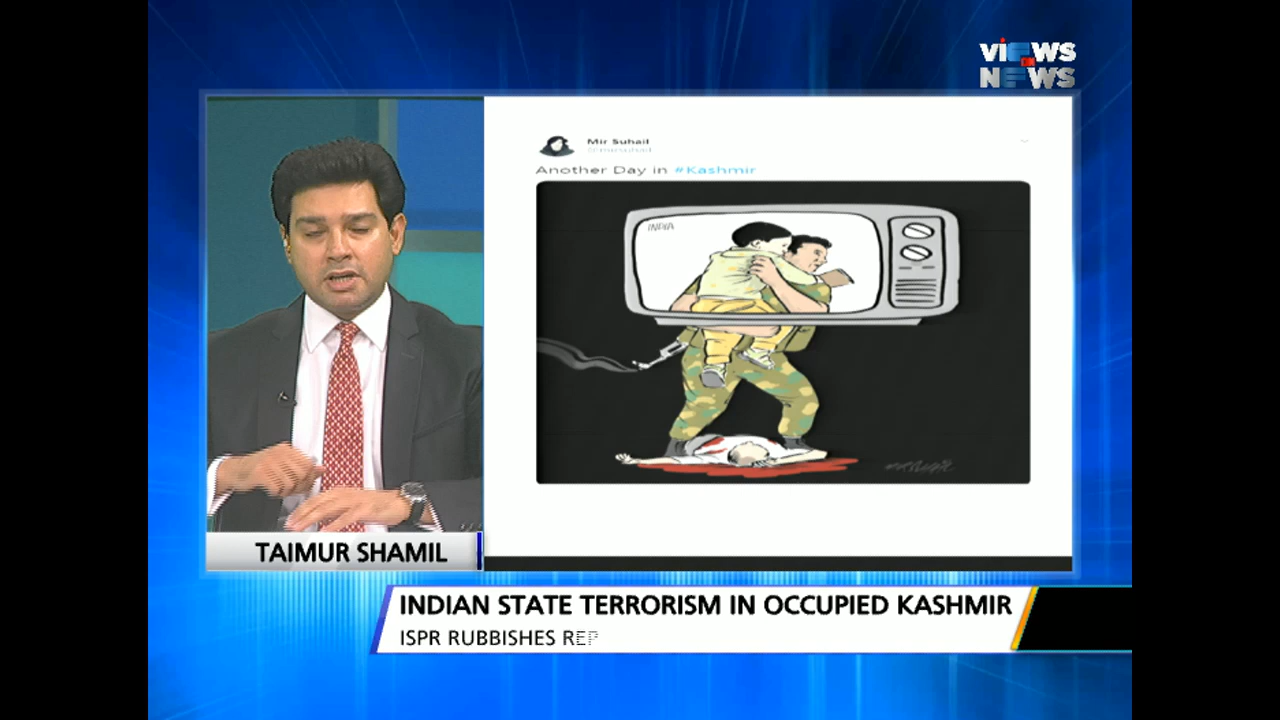 VIEWS
ON
NEWS
Mir Suhail
Another Day in #Kashmir
INDIA
TAIMUR SHAMIL
INDIAN STATE TERRORISM IN OCCUPIED KASHMIR
ISPR RUBBISHES REP